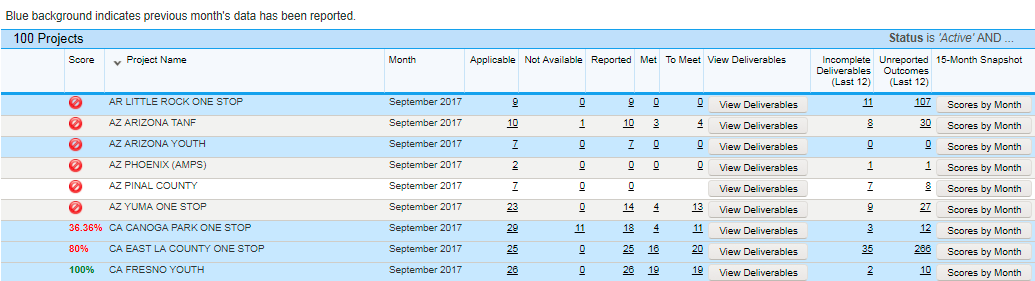 Blue background indicates previous month's data has been reported.
100 Projects Status is 'Active' AND ...
Score Project Name Month Applicable Not Available Reported Met To Meet View Deliverables Incomplete Deliverables (Last 12) Unreported Outcomes (Last 12) 15-Month Snapshot
AR LITTLE ROCK ONE STOP September 2017 9 0 9 0 0 View Deliverables 11 107 Scores by Month
AZ ARIZONA TANF September 2017 10 1 10 3 4 View Deliverables 8 30 Scores by Month
AZ ARIZONA YOUTH September 2017 7 0 7 0 0 View Deliverables 0 0 Scores by Month
AZ PHOENIX (AMPS) September 2017 2 0 0 0 0 View Deliverables 1 1 Scores by Month
AZ PINAL COUNTY September 2017 7 0 0 View Deliverables 7 8 Scores by Month
AZ YUMA ONE STOP September 2017 23 0 14 4 13 View Deliverables 9 27 Scores by Month
36.36% CA CANOGA PARK ONE STOP September 2017 29 11 18 4 11 View Deliverables 3 12 Scores by Month
80% CA EAST LA COUNTY ONE STOP September 2017 25 0 25 16 20 View Deliverables 35 266 Scores by Month
100% CA FRESNO YOUTH September 2017 26 0 26 19 19 View Deliverables 2 10 Scores by Month